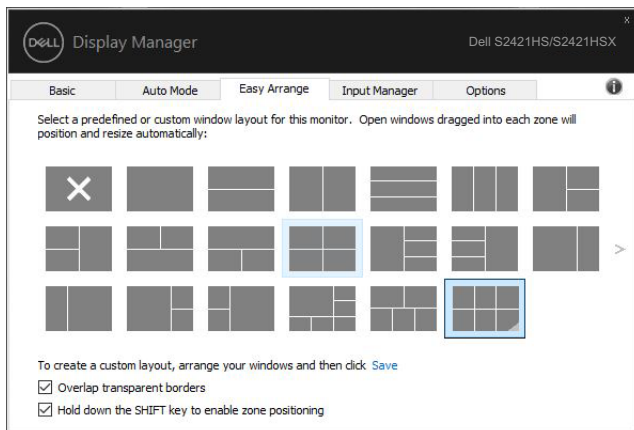 DELL Display Manager Dell S2421HS/S2421HSX
Basic Auto Mode Easy Arrange Input Manager Options
Select a predefined or custom window layout for this monitor. Open windows dragged into each zone will
position and resize automatically:
To create a custom layout, arrange your windows and then click Save
Overlap transparent borders
Hold down the SHIFT key to enable zone positioning